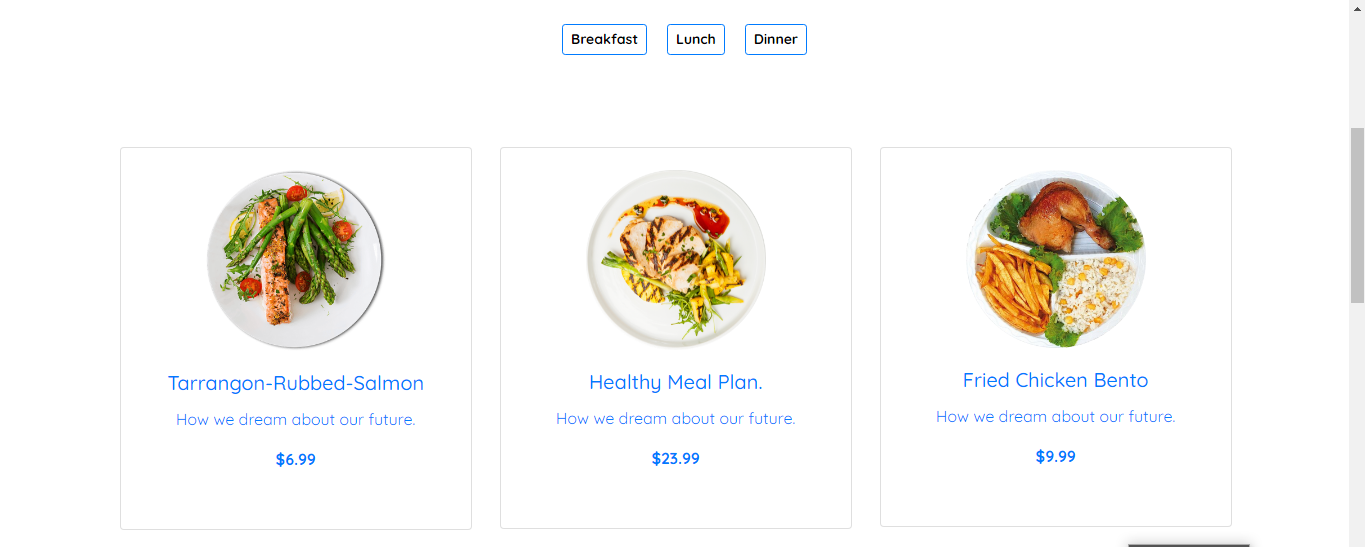 Breakfast Lunch Dinner
Tarrangon-Rubbed-Salmon
How we dream about our future.
$6.99
Healthy Meal Plan.
How we dream about our future.
$23.99
Fried Chicken Bento
How we dream about our future.
$9.99